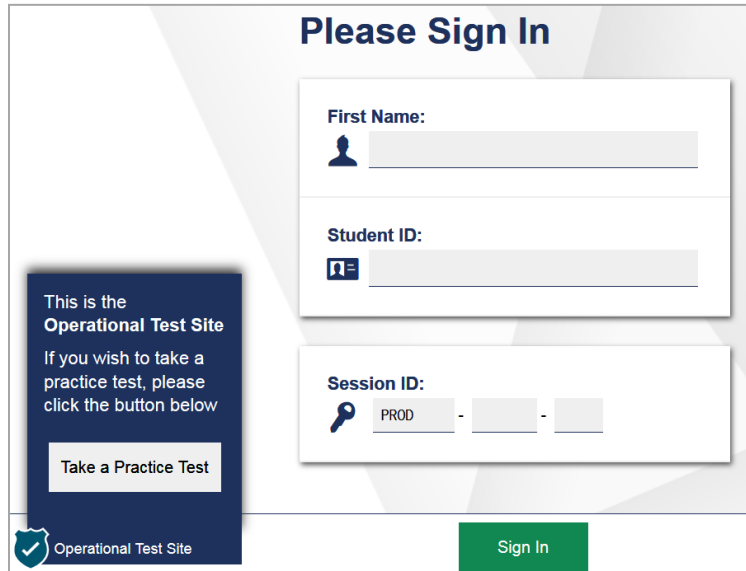 Please Sign In
First Name:
Student ID:
This is the
Operational Test Site
If you wish to take a
practice test, please
click the button below
Take a Practice Test
Session ID:
PROD - -
Operational Test Site
Sign In